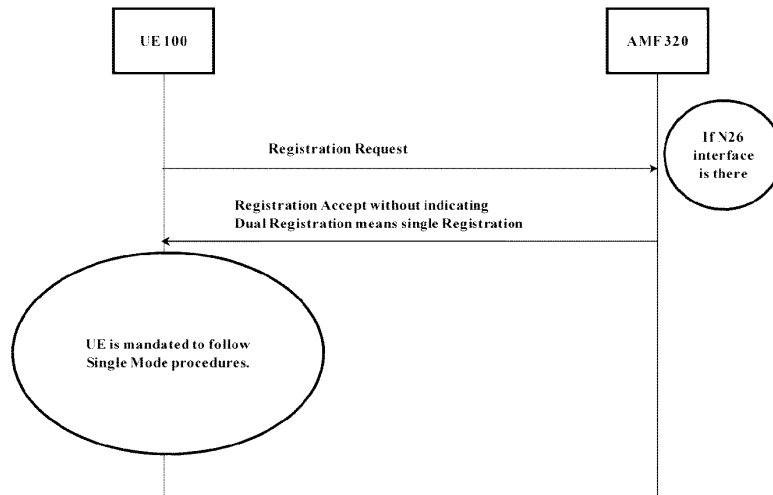 UE 100
AMF 320
If N26
interface
is there
Registration Request
Registration Accept without indicating
Dual Registration means single Registration
UE is mandated to follow
Single Mode procedures.